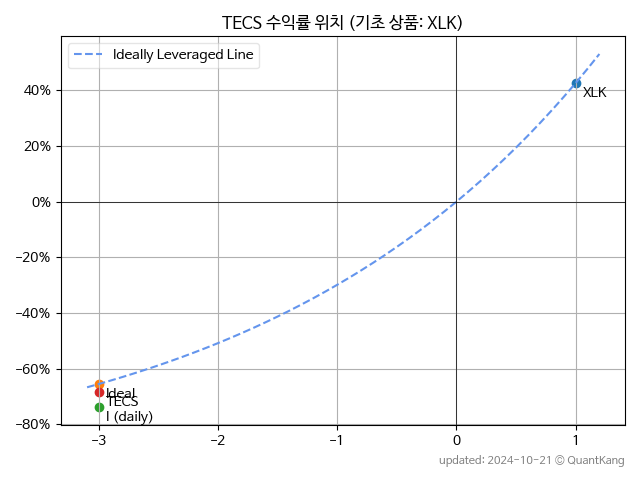 TECS 수익률 위치 (기초 상품: XLK)
Ideally Leveraged Line
40%
20%
0%
-20%
-40%
-60%
-80%
XLK
Ideal
TECS
I (daily)
-3 -2 -1 0 1
updated: 2024-10-21 © QuantKang